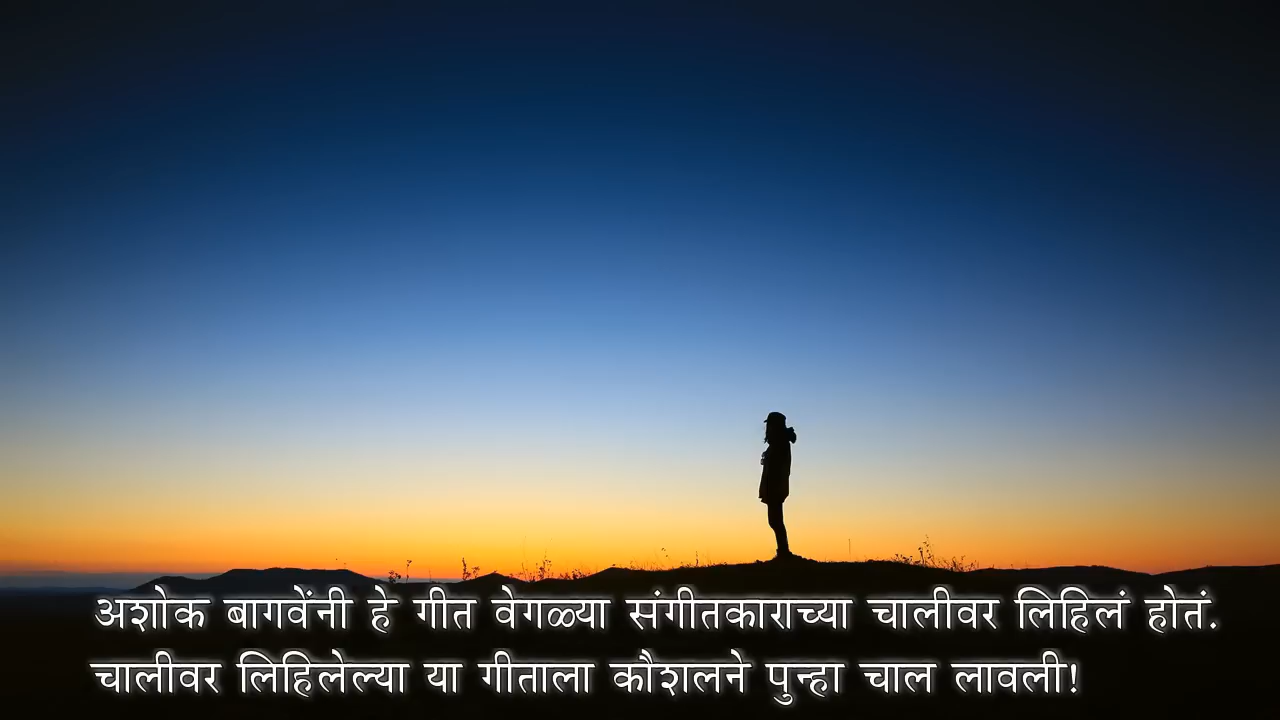 अशोक बागवेंनी हे गीत वेगळ्या संगीतकाराच्या चालीवर लिहिलं होतं.
चालीवर लिहिलेल्या या गीताला कौशलने पुन्हा चाल लावली!